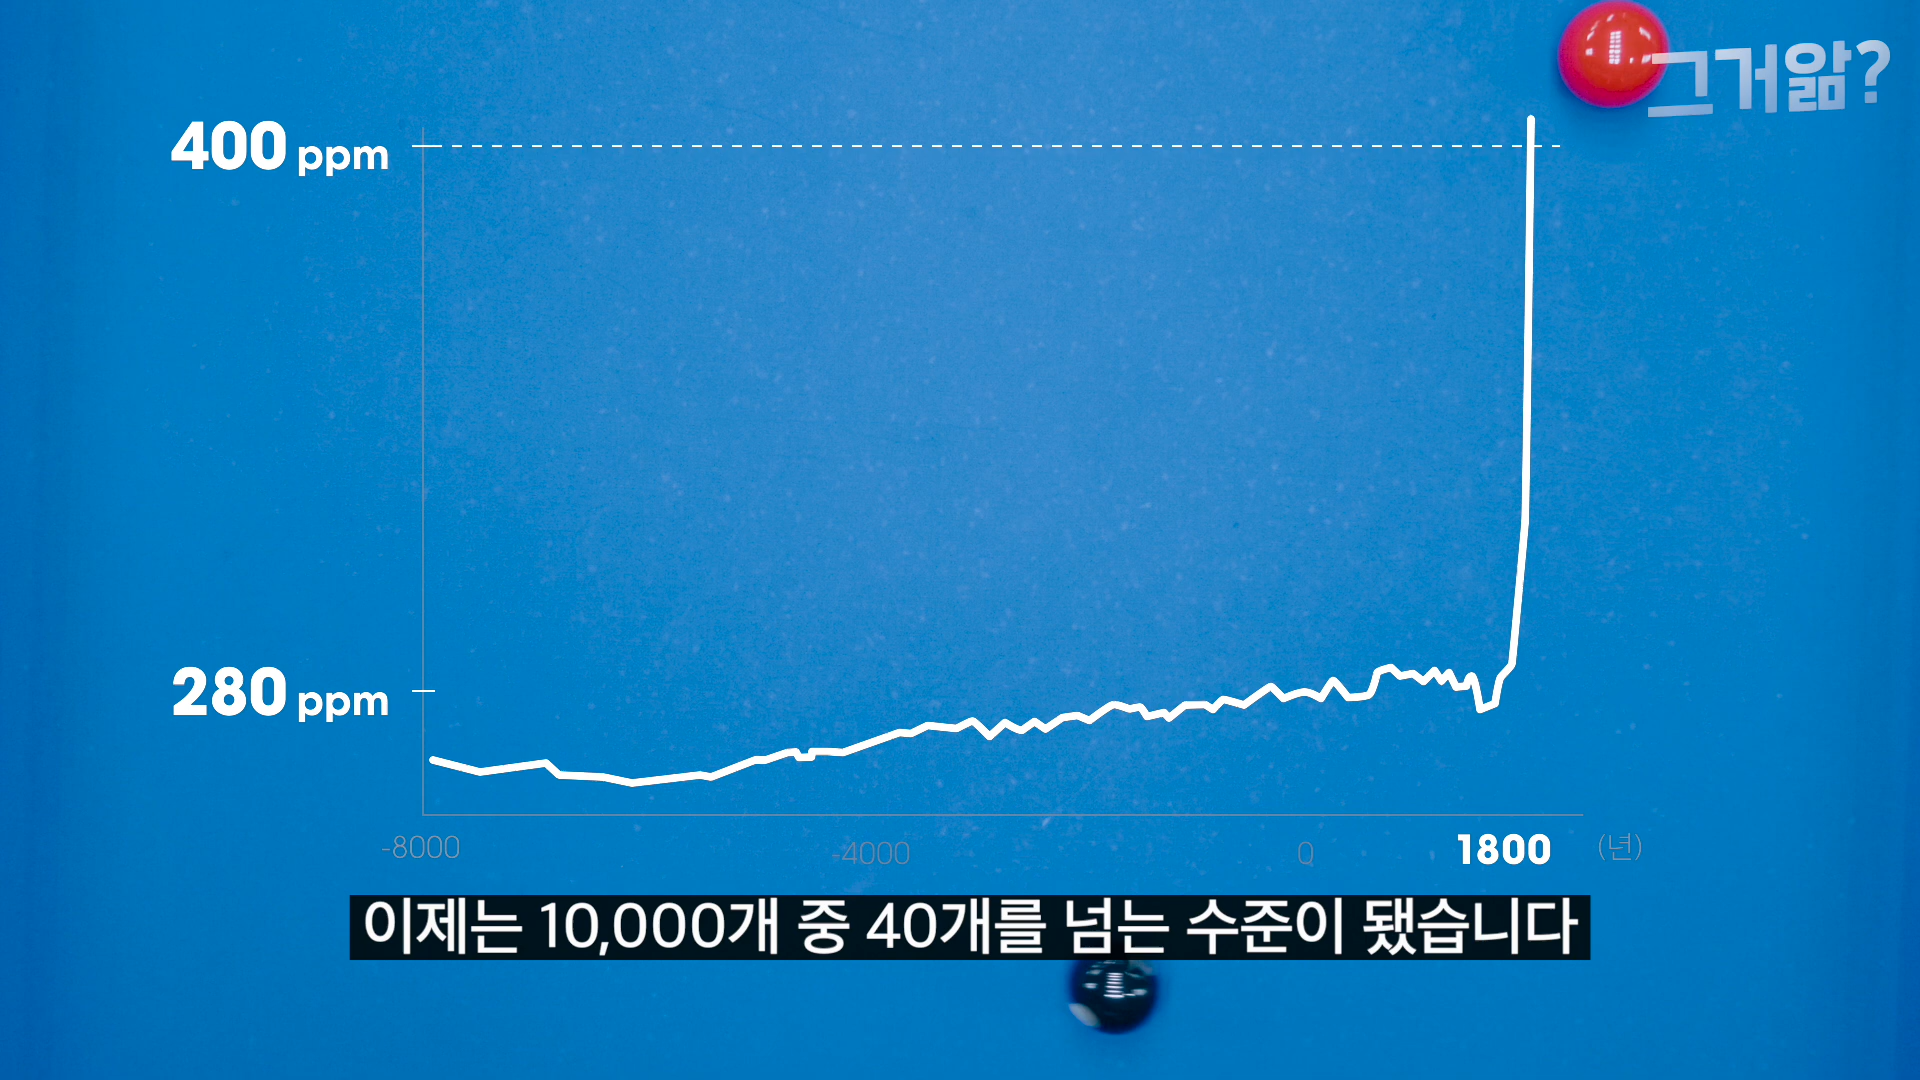 그거앎?
400 ppm
280 ppm
-8000 -4000 0 1800 (년)
이제는 10,000개 중 40개를 넘는 수준이 됐습니다